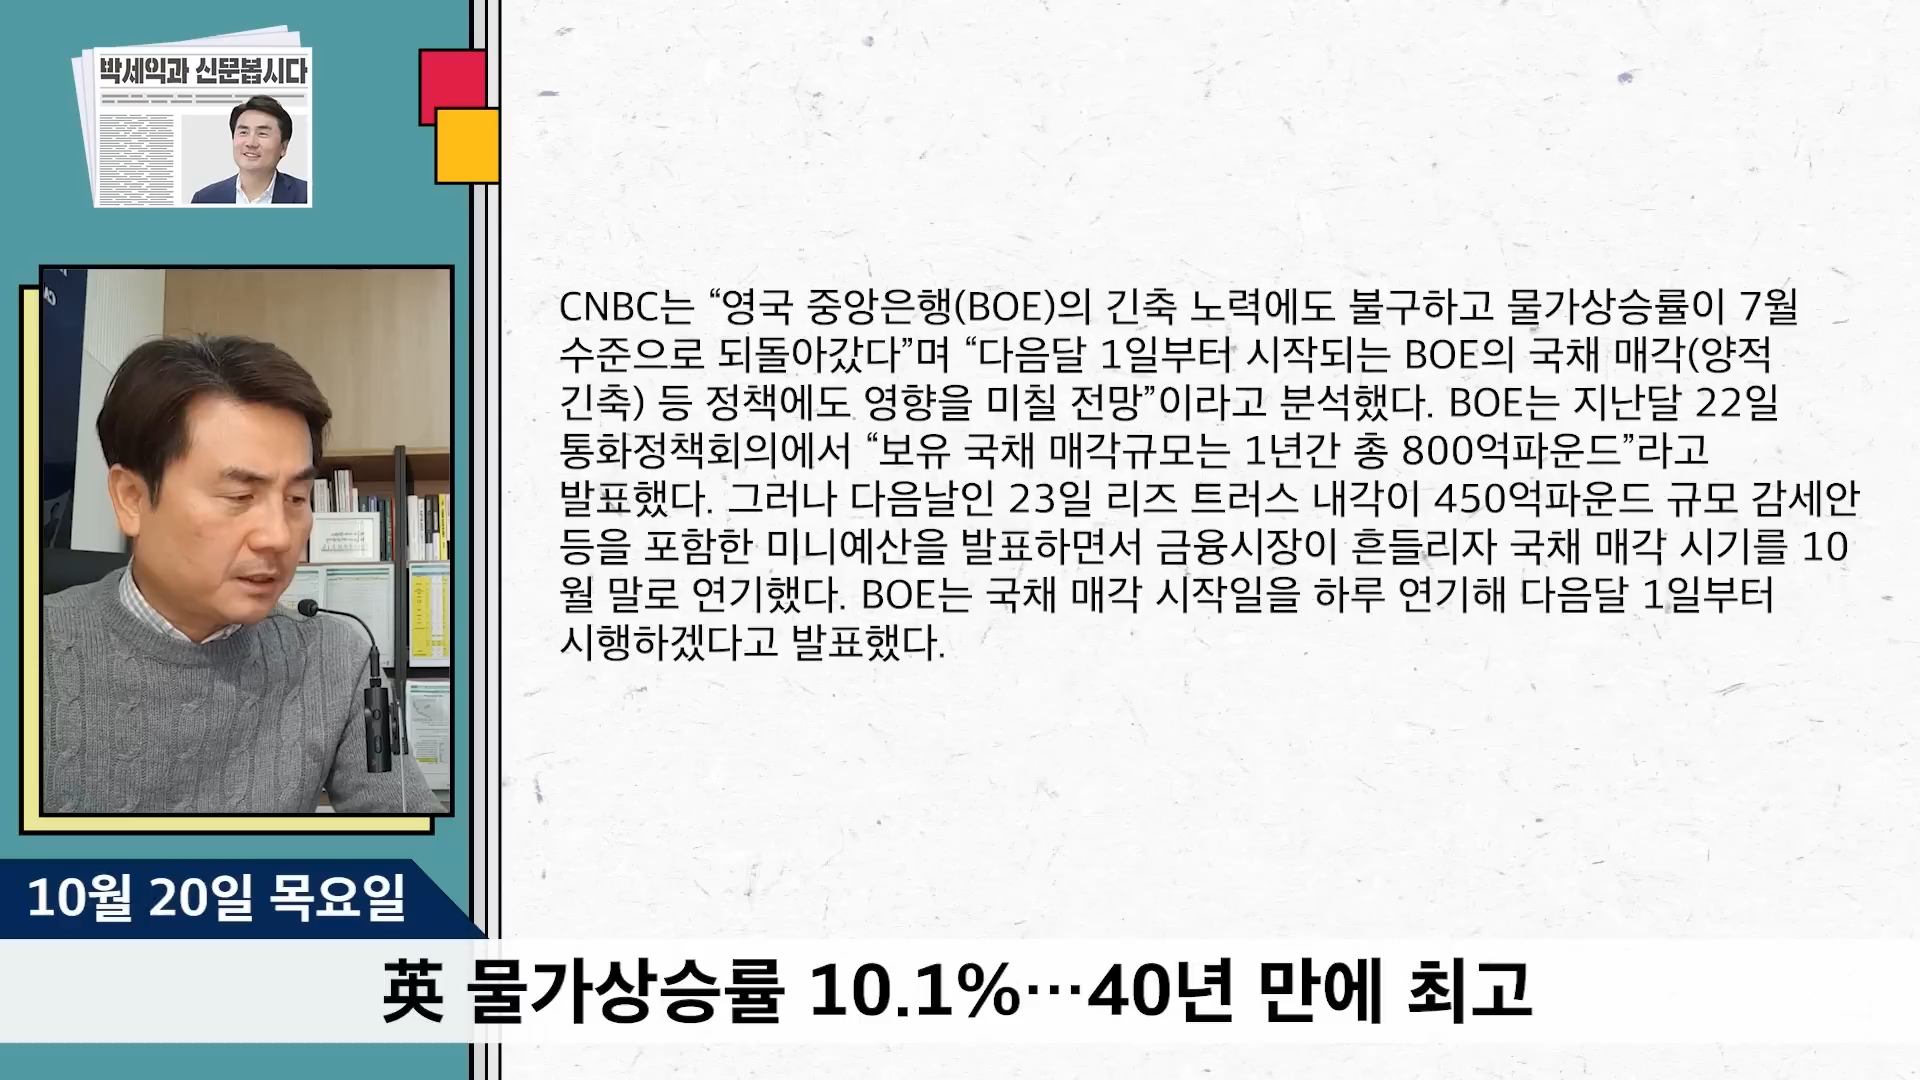 박세익과 신문봅시다
CNBC는 “영국 중앙은행(BOE)의 긴축 노력에도 불구하고 물가상승률이 7월
수준으로 되돌아갔다”며 “다음달 1일부터 시작되는 BOE의 국채 매각(양적
긴축) 등 정책에도 영향을 미칠 전망”이라고 분석했다. BOE는 지난달 22일
통화정책회의에서 “보유 국채 매각규모는 1년간 총 800억파운드”라고
발표했다. 그러나 다음날인 23일 리즈 트러스 내각이 450억파운드 규모 감세안
등을 포함한 미니예산을 발표하면서 금융시장이 흔들리자 국채 매각 시기를 10
월 말로 연기했다. BOE는 국채 매각 시작일을 하루 연기해 다음달 1일부터
시행하겠다고 발표했다.
10월 20일 목요일
英 물가상승률 10.1%…40년 만에 최고